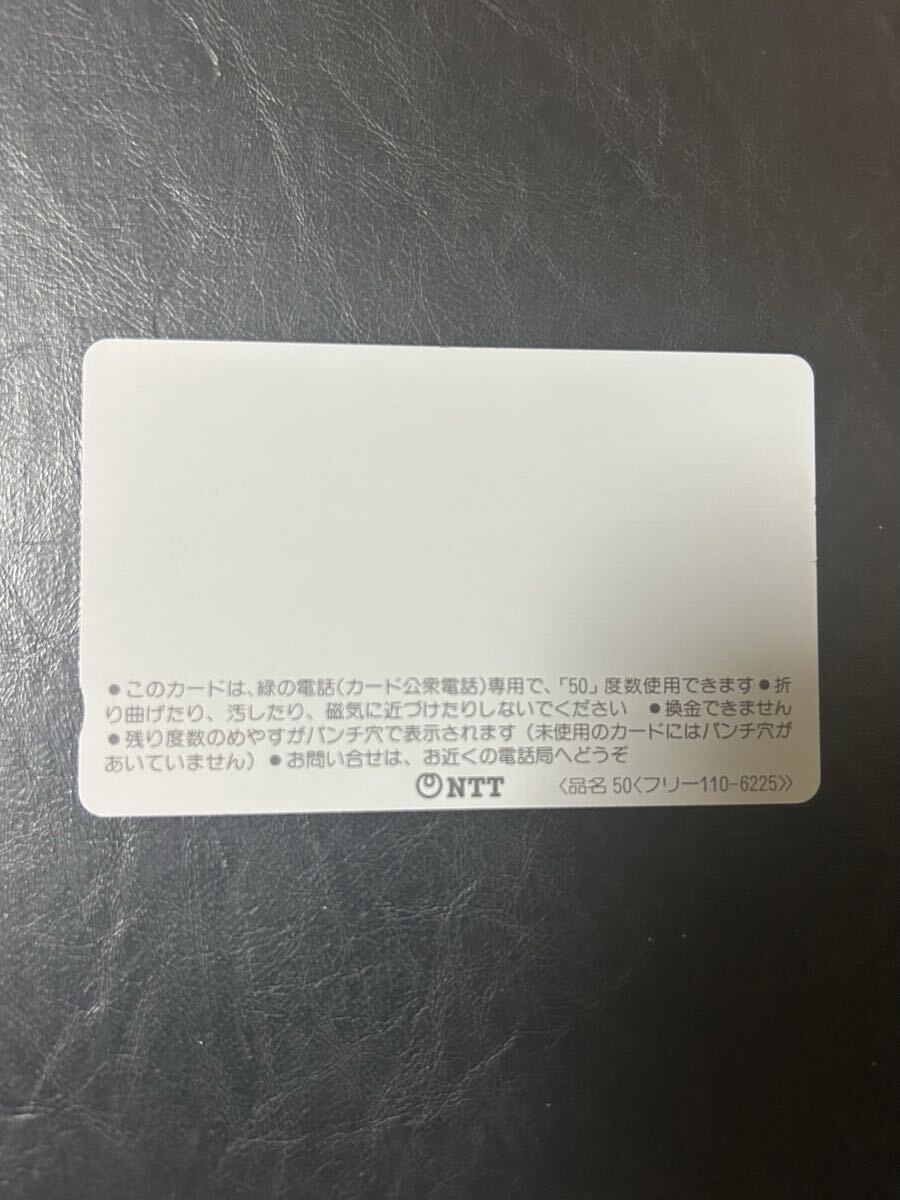 ●このカードは、緑の電話(カード公衆電話)専用で、「50」度数使用できます●折
り曲げたり、汚したり、磁気に近づけたりしないでください ●換金できません
●残り度数のめやすがパンチ穴で表示されます(未使用のカードにはパンチ穴が
あいていません) ●お問い合せは、お近くの電話局へどうぞ
NTT 〈品名 50〈フリー110-6225〉〉